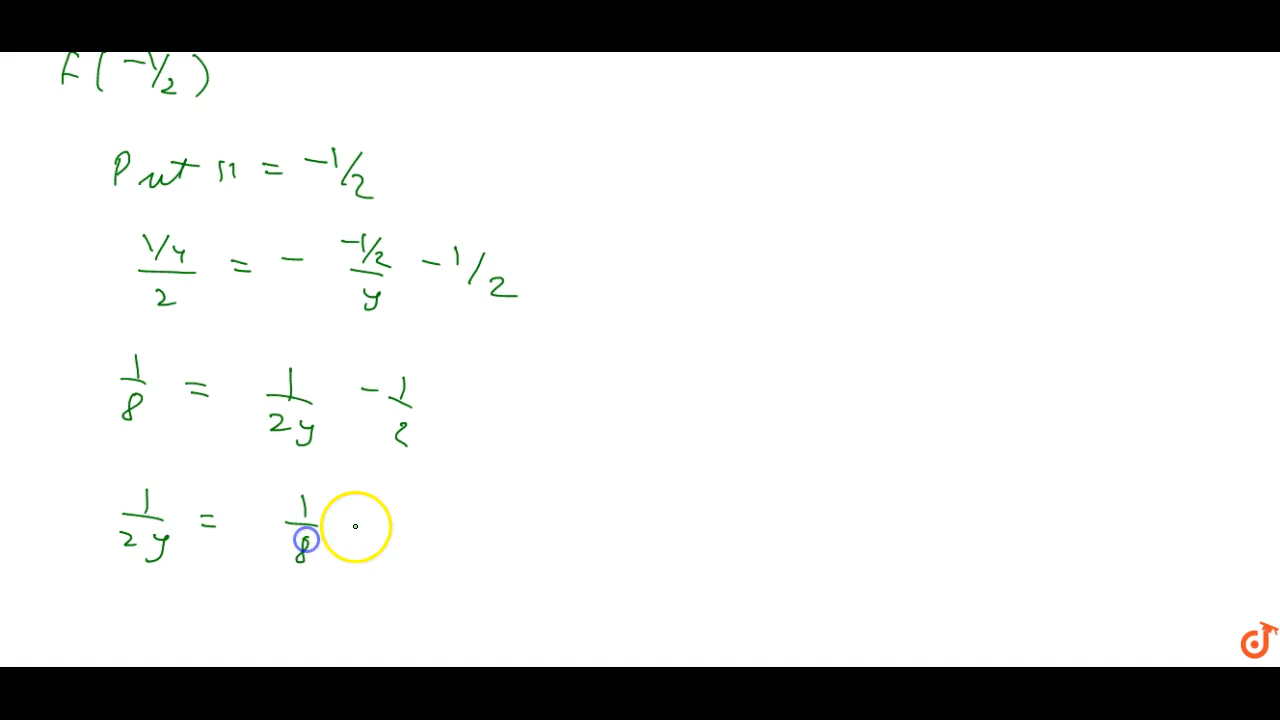 f(-1/2)
Put x = -1/2
(1/4)/2 = - (-1/2)/y - 1/2
1/8 = 1/(2y) - 1/2
1/(2y) = 1/8